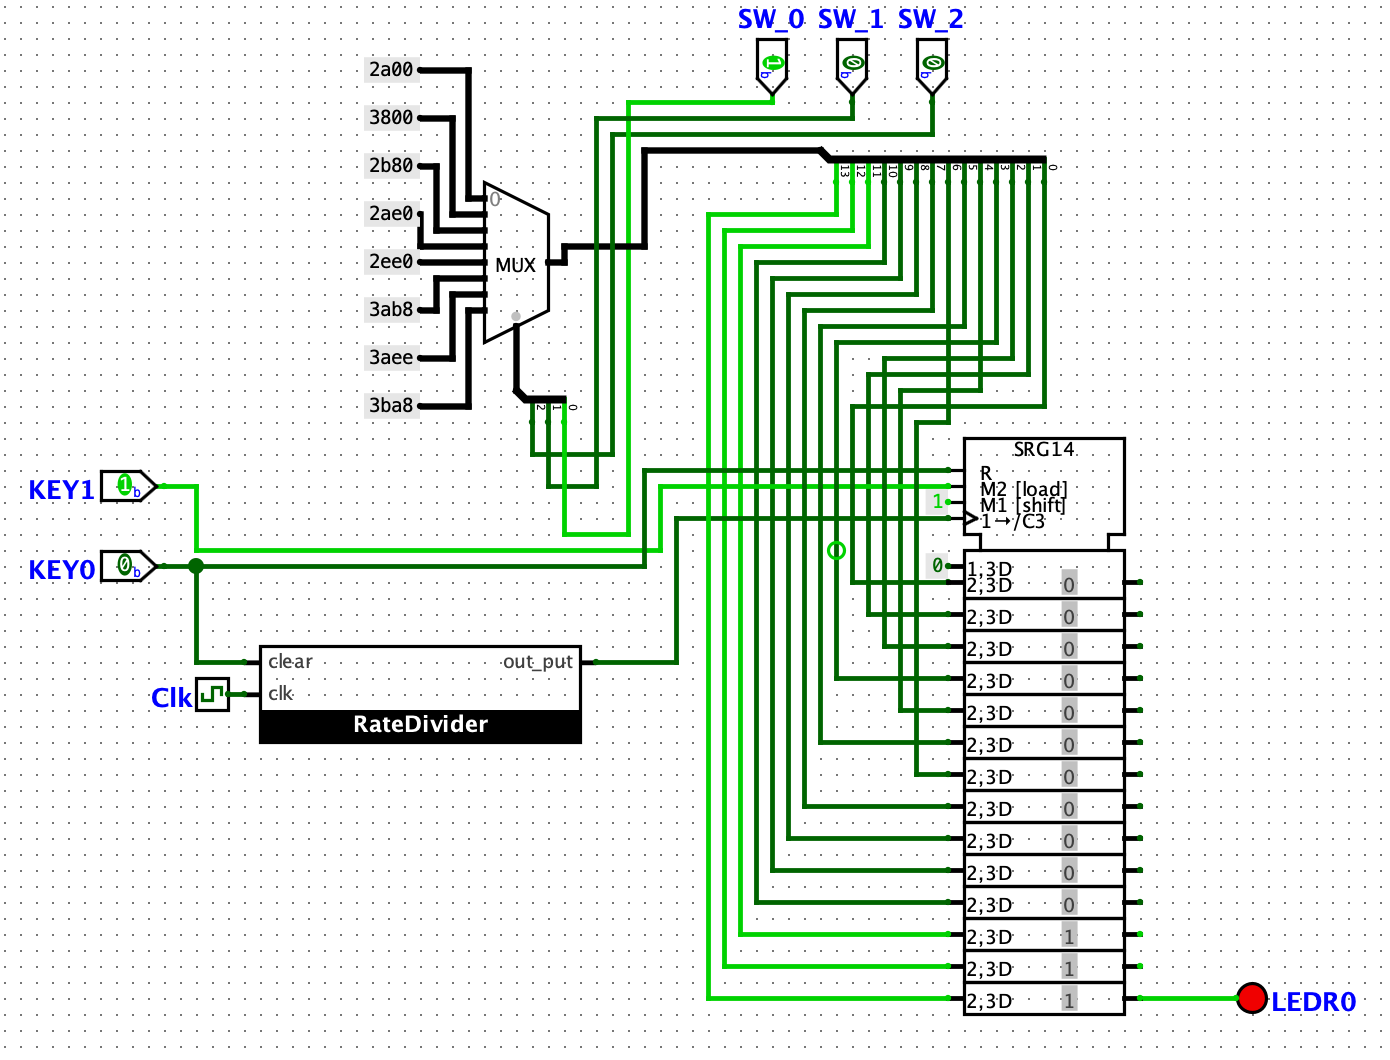 SW_0 SW_1 SW_2
1 0 0
b b b
2a00
3800
2b80
2ae0
2ee0
3ab8
3aee
3ba8
0
MUX
2 1 0
13 12 11 10 9 8 7 6 5 4 3 2 1 0
KEY1 1 b
KEY0 0 b
Clk
clear out_put
clk
RateDivider
SRG14
R
M2 [load]
1 M1 [shift]
1→/C3
0 1,3D
2,3D 0
2,3D 0
2,3D 0
2,3D 0
2,3D 0
2,3D 0
2,3D 0
2,3D 0
2,3D 0
2,3D 0
2,3D 0
2,3D 1
2,3D 1
2,3D 1
LEDR0